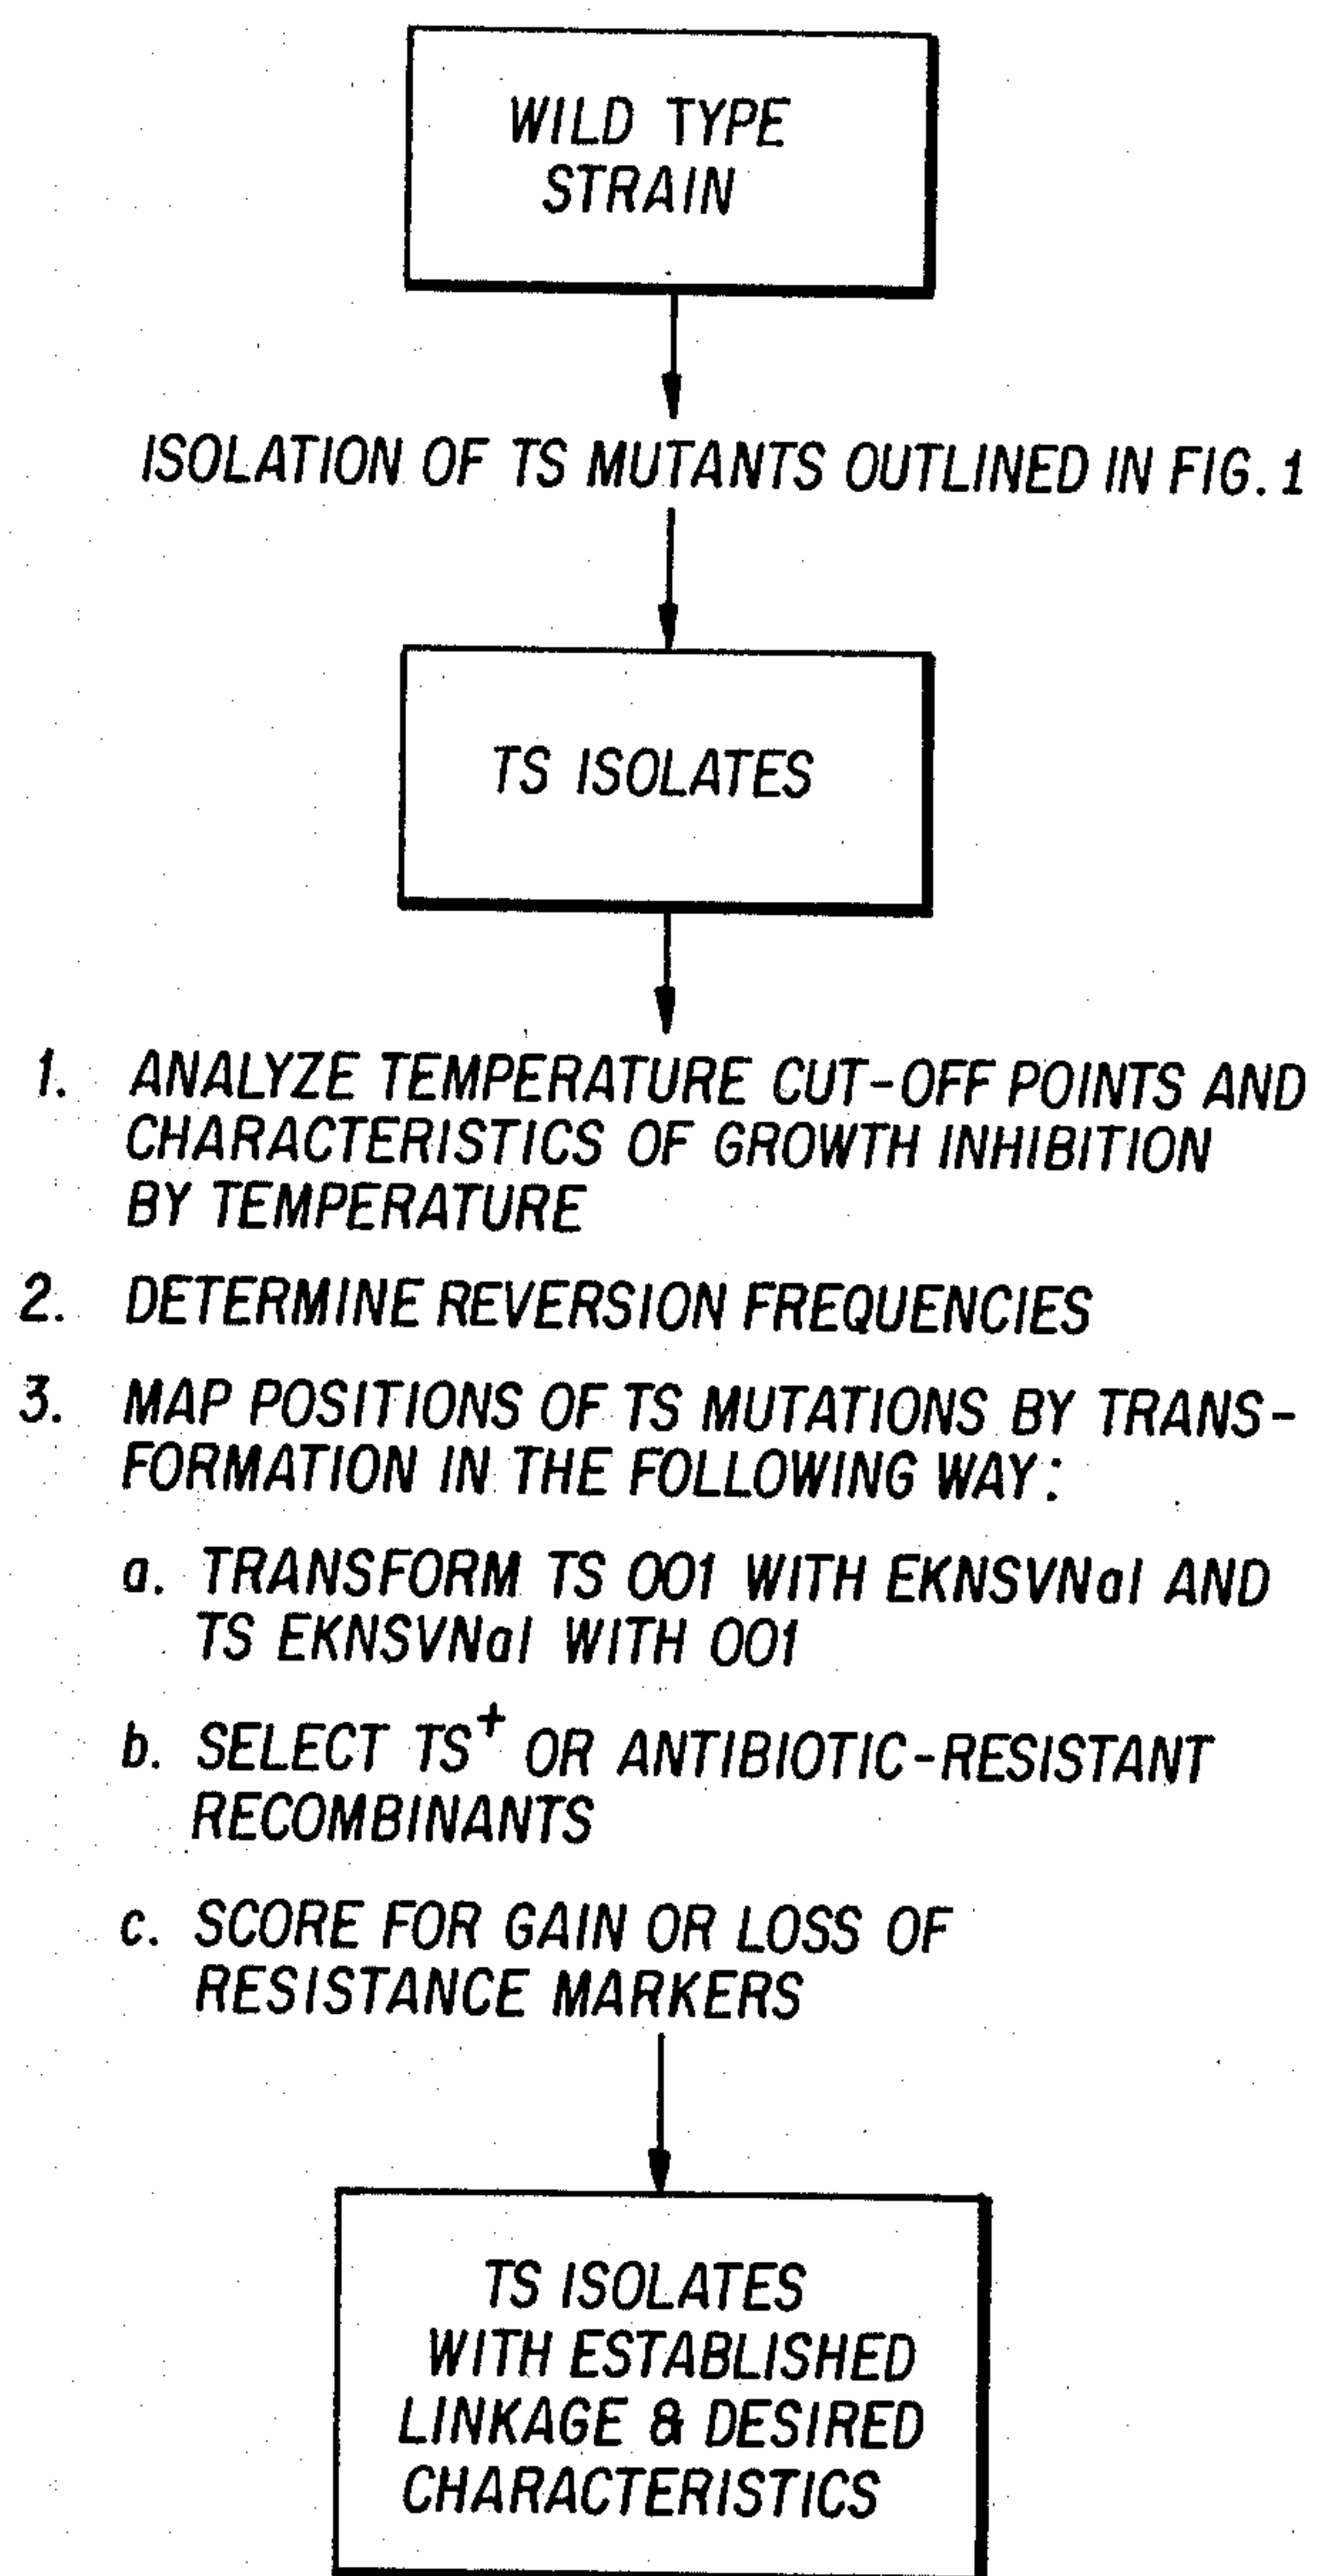 WILD TYPE
STRAIN
ISOLATION OF TS MUTANTS OUTLINED IN FIG. 1
TS ISOLATES
1. ANALYZE TEMPERATURE CUT-OFF POINTS AND
CHARACTERISTICS OF GROWTH INHIBITION
BY TEMPERATURE
2. DETERMINE REVERSION FREQUENCIES
3. MAP POSITIONS OF TS MUTATIONS BY TRANS-
FORMATION IN THE FOLLOWING WAY:
a. TRANSFORM TS 001 WITH EKNSVNal AND
TS EKNSVNal WITH 001
b. SELECT TS⁺ OR ANTIBIOTIC-RESISTANT
RECOMBINANTS
c. SCORE FOR GAIN OR LOSS OF
RESISTANCE MARKERS
TS ISOLATES
WITH ESTABLISHED
LINKAGE & DESIRED
CHARACTERISTICS